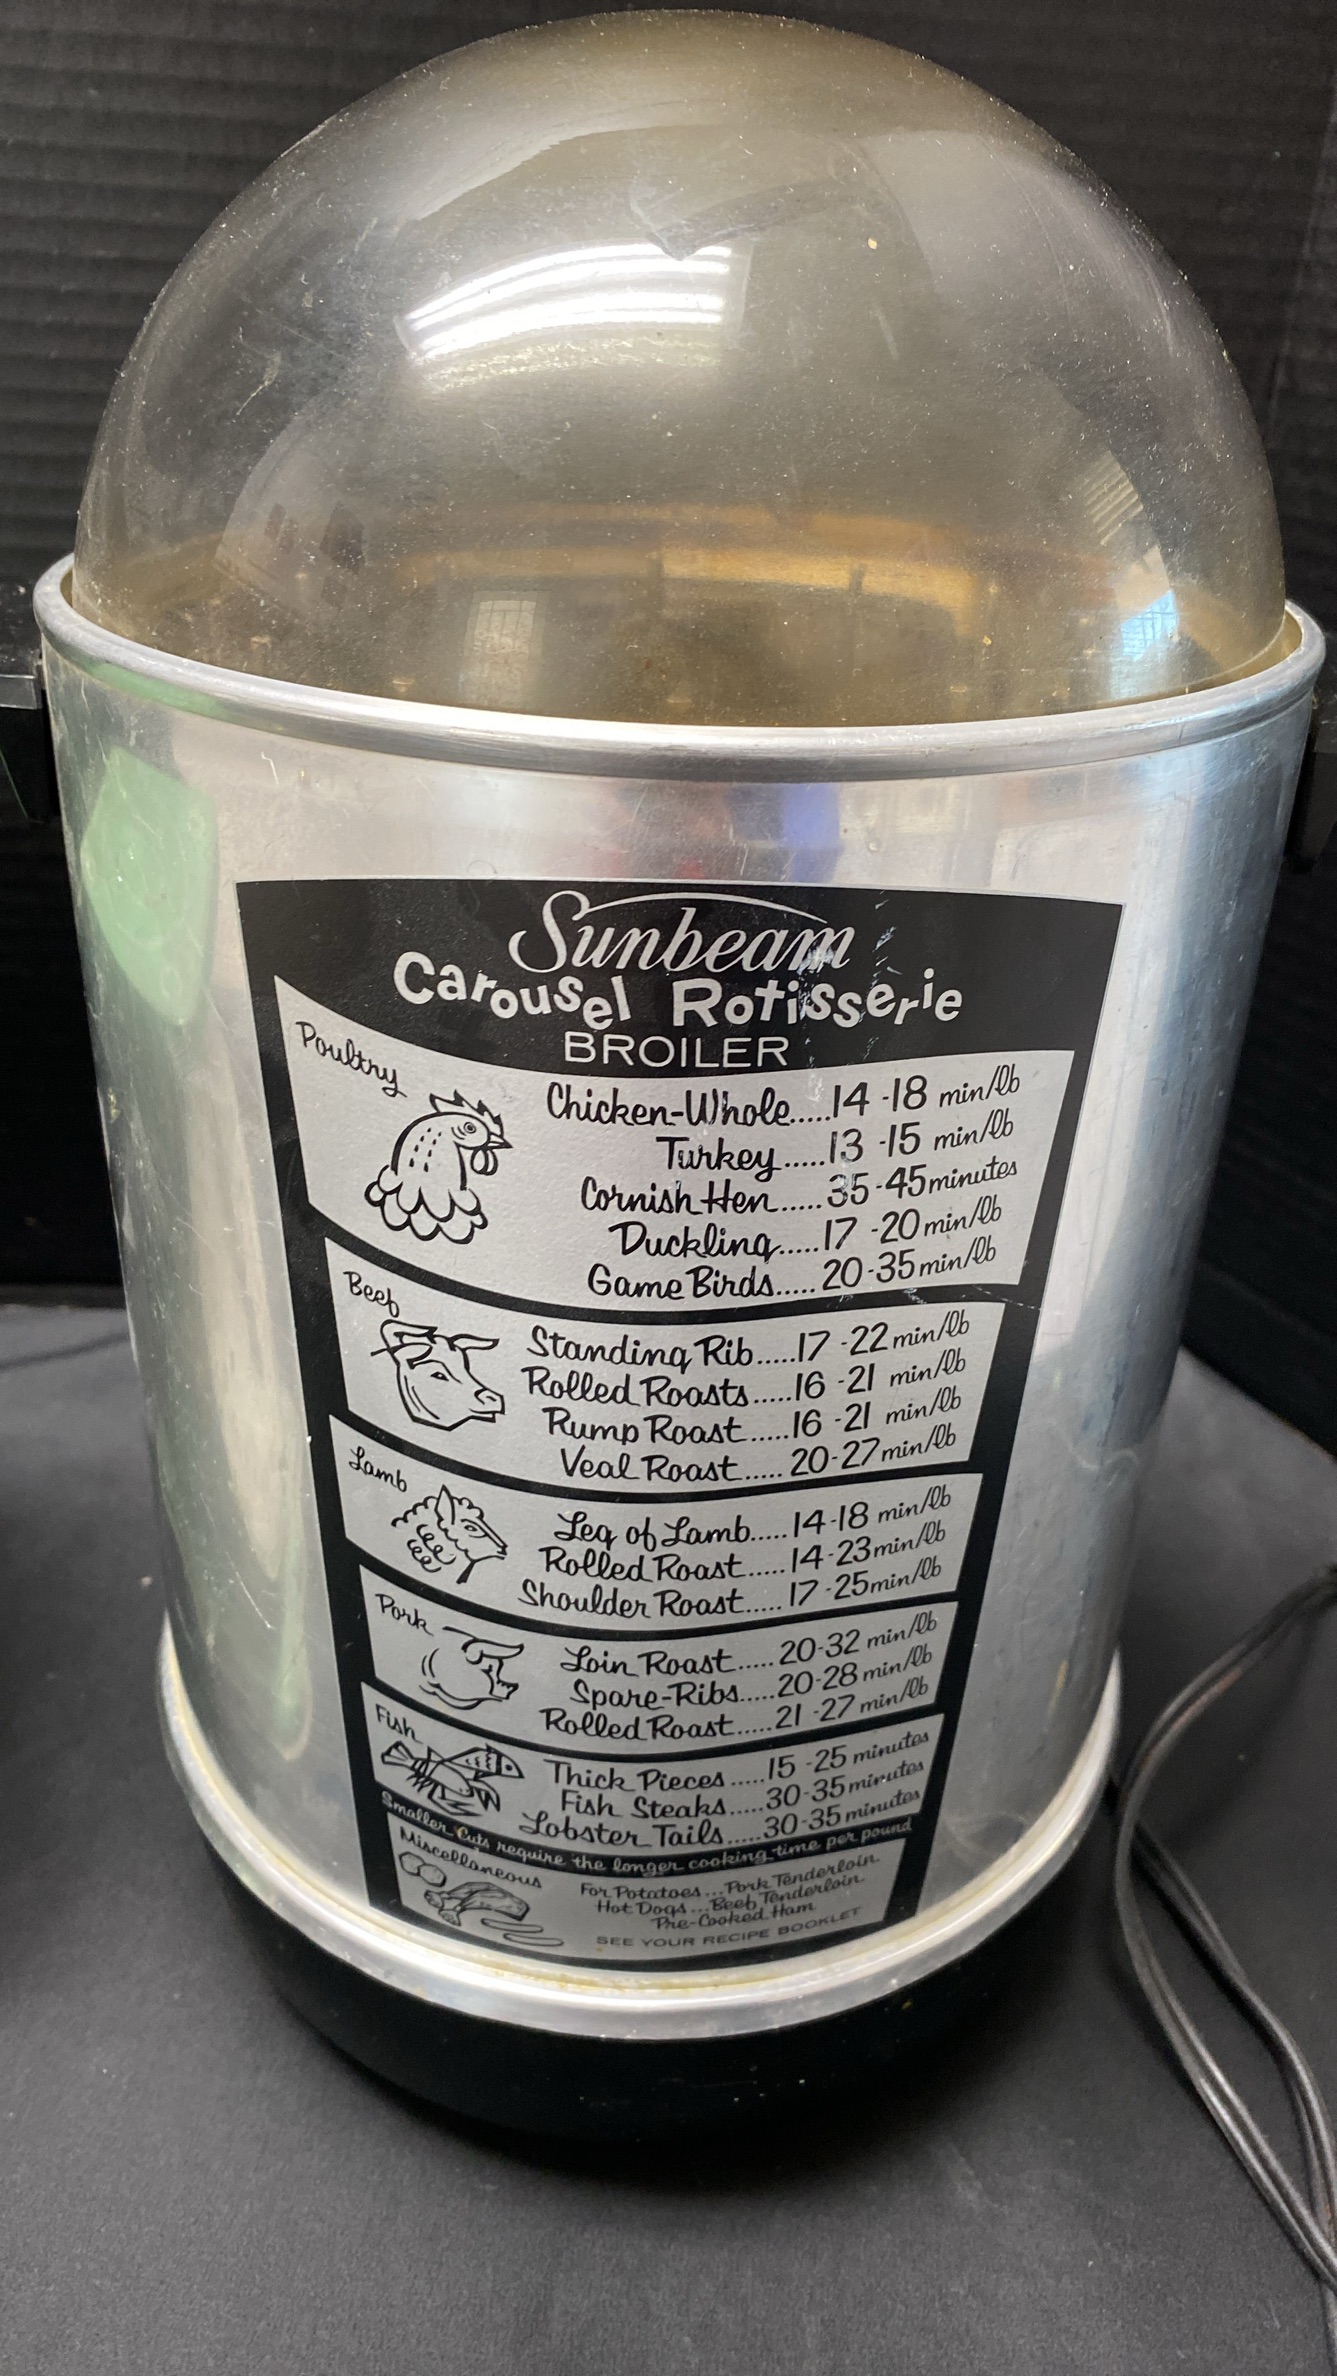 Sunbeam
Carousel Rotisserie
BROILER
Poultry
Chicken-Whole.....14-18 min/lb
Turkey.....13-15 min/lb
Cornish Hen.....35-45 minutes
Duckling.....17-20 min/lb
Game Birds.....20-35 min/lb
Beef
Standing Rib.....17-22 min/lb
Rolled Roasts.....16-21 min/lb
Rump Roast.....16-21 min/lb
Veal Roast.....20-27 min/lb
Lamb
Leg of Lamb.....14-18 min/lb
Rolled Roast.....14-23 min/lb
Shoulder Roast.....17-25 min/lb
Pork
Loin Roast.....20-32 min/lb
Spare-Ribs.....20-28 min/lb
Rolled Roast.....21-27 min/lb
Fish
Thick Pieces.....15-25 minutes
Fish Steaks.....30-35 minutes
Lobster Tails.....30-35 minutes
Smaller Cuts require the longer cooking time per pound
Miscellaneous
For Potatoes...Pork Tenderloin
Hot Dogs...Beef Tenderloin
Pre-Cooked Ham
SEE YOUR RECIPE BOOKLET